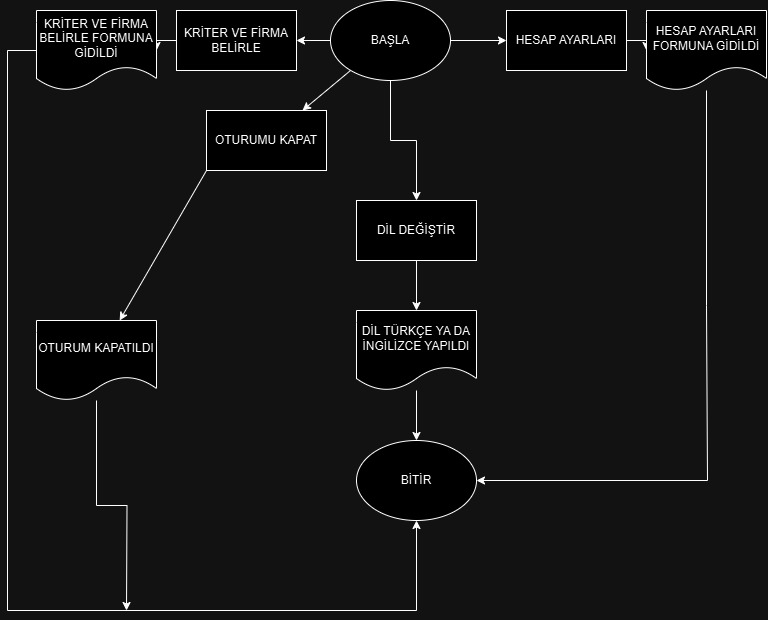 KRİTER VE FİRMA
BELİRLE FORMUNA
GİDİLDİ
KRİTER VE FİRMA
BELİRLE
BAŞLA
HESAP AYARLARI
HESAP AYARLARI
FORMUNA GİDİLDİ
OTURUMU KAPAT
DİL DEĞİŞTİR
OTURUM KAPATILDI
DİL TÜRKÇE YA DA
İNGİLİZCE YAPILDI
BİTİR